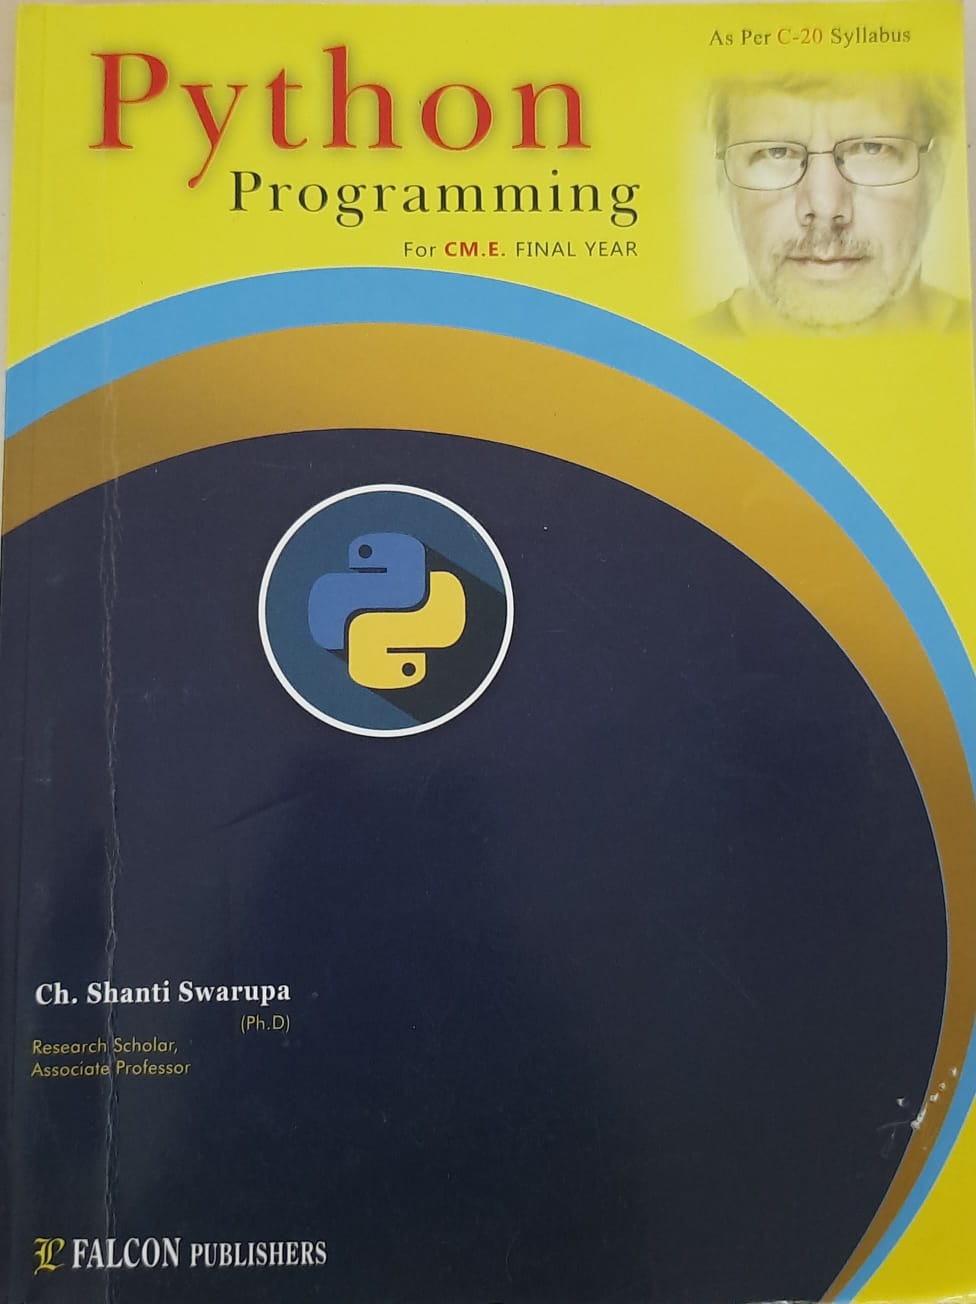 As Per C-20 Syllabus
Python
Programming
For CM.E. FINAL YEAR
Ch. Shanti Swarupa
(Ph.D)
Research Scholar,
Associate Professor
FALCON PUBLISHERS